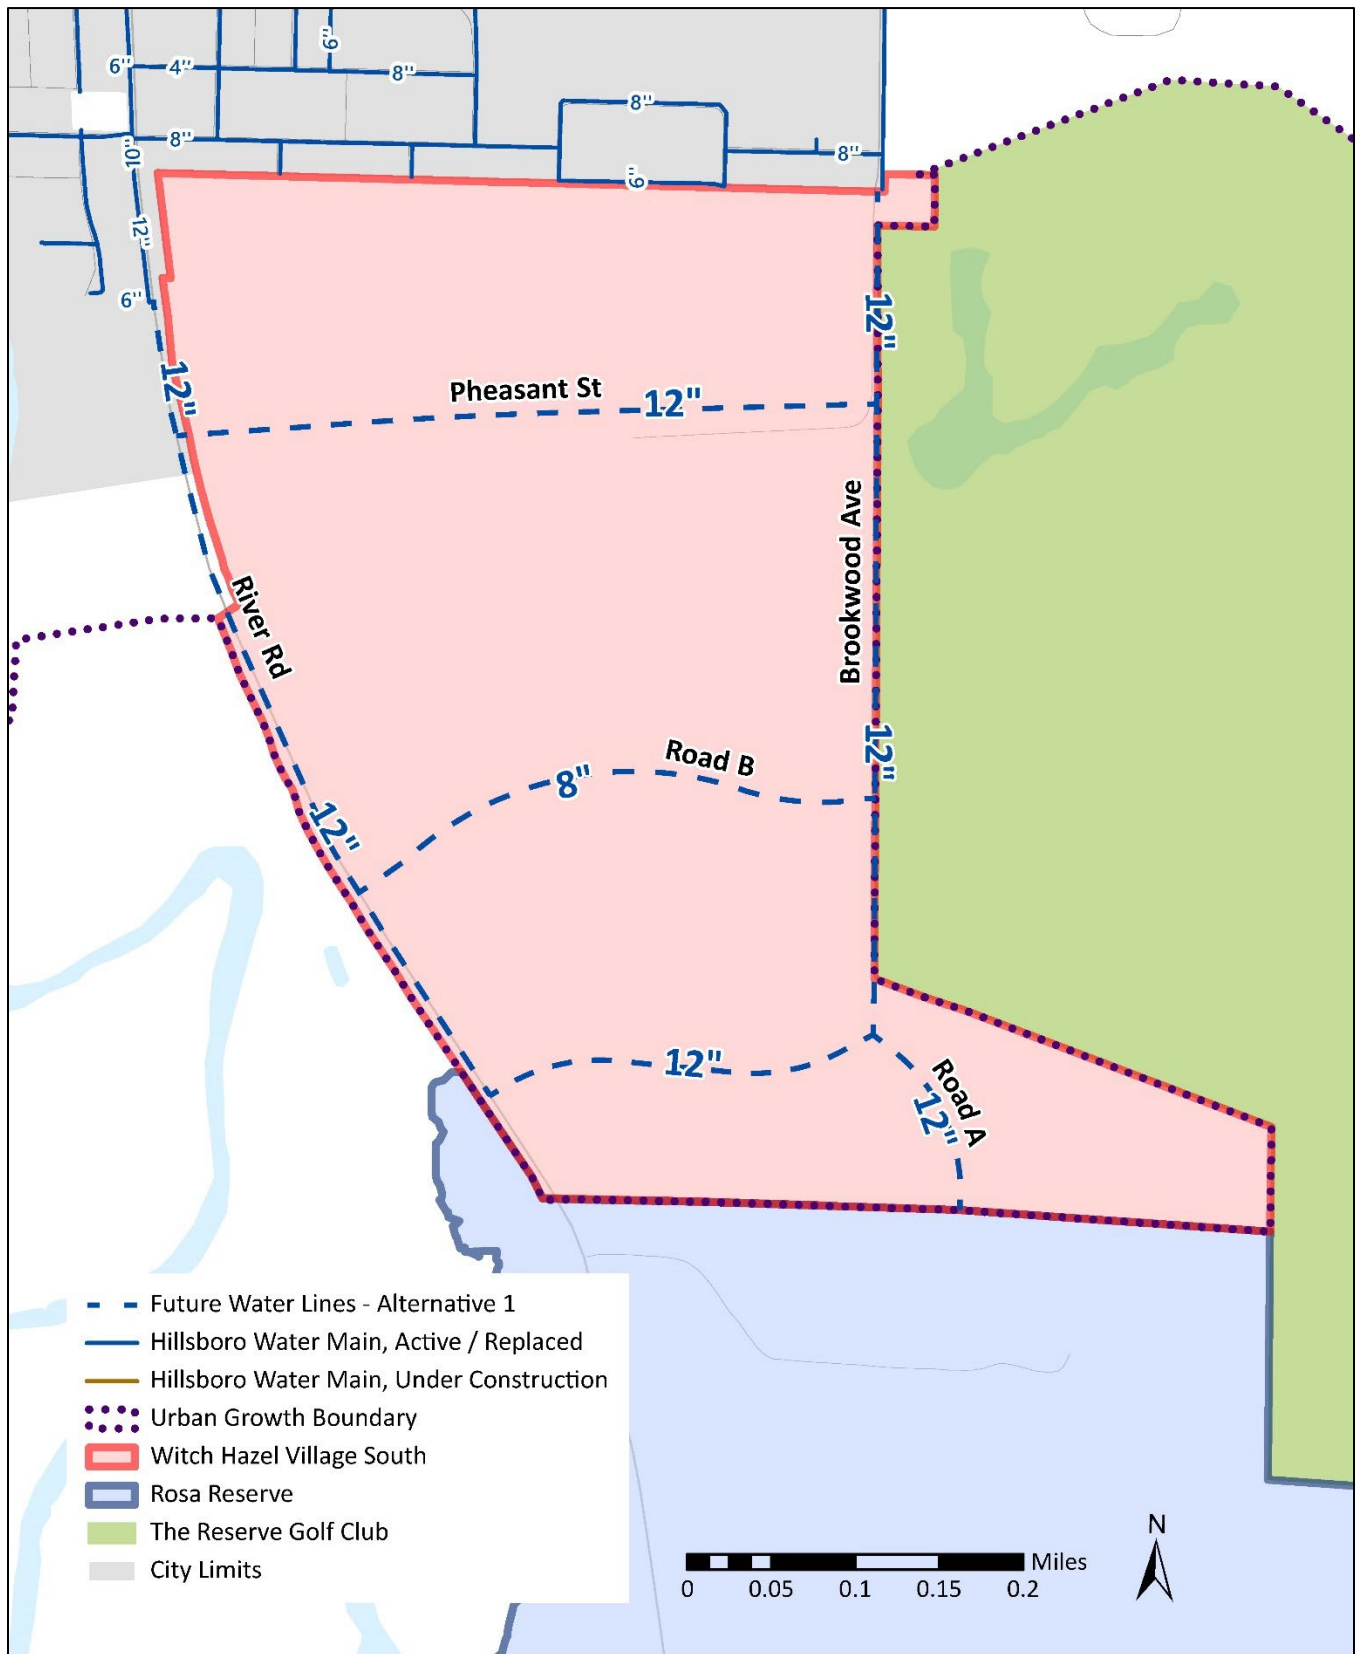 6"
6"
4"
8"
8"
8"
10"
8"
6"
12"
6"
12"
12"
Pheasant St
12"
Brookwood Ave
River Rd
Road B
12"
8"
12"
12"
Road A
12"
Future Water Lines - Alternative 1
Hillsboro Water Main, Active / Replaced
Hillsboro Water Main, Under Construction
Urban Growth Boundary
Witch Hazel Village South
Rosa Reserve
The Reserve Golf Club
City Limits
N
Miles
0 0.05 0.1 0.15 0.2